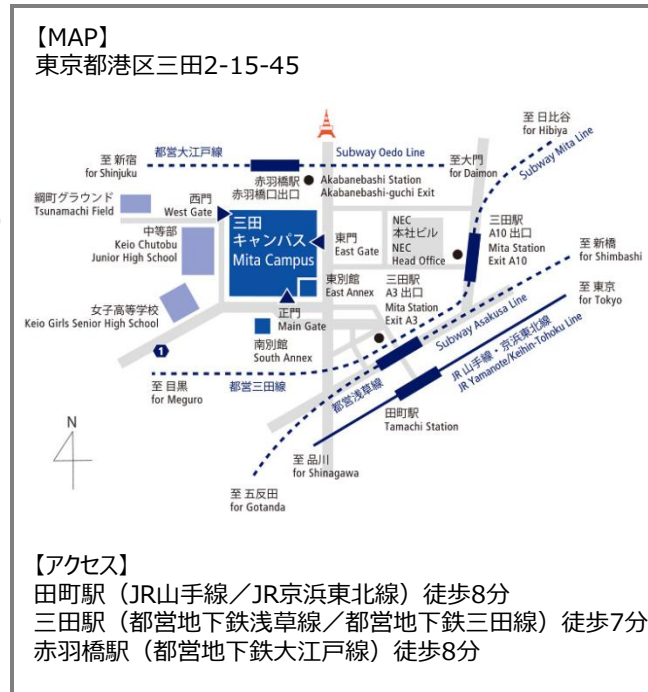 【MAP】
東京都港区三田2-15-45
至 日比谷
for Hibiya
Subway Mita Line
至 新宿
for Shinjuku
都営大江戸線
Subway Oedo Line
至大門
for Daimon
赤羽橋駅
赤羽橋口出口
Akabanebashi Station
Akabanebashi-guchi Exit
綱町グラウンド
Tsunamachi Field
西門
West Gate
中等部
Keio Chutobu
Junior High School
三田
キャンパス
Mita Campus
東門
East Gate
NEC
本社ビル
NEC
Head Office
三田駅
A10 出口
Mita Station
Exit A10
至 新橋
for Shimbashi
東別館
East Annex
三田駅
A3 出口
Mita Station
Exit A3
至 東京
for Tokyo
女子高等学校
Keio Girls Senior High School
正門
Main Gate
南別館
South Annex
Subway Asakusa Line
JR 山手線・京浜東北線
JR Yamanote/Keihin-Tohoku Line
1
至 目黒
for Meguro
都営三田線
都営浅草線
田町駅
Tamachi Station
N
至 品川
for Shinagawa
至 五反田
for Gotanda
【アクセス】
田町駅（JR山手線／JR京浜東北線）徒歩8分
三田駅（都営地下鉄浅草線／都営地下鉄三田線）徒歩7分
赤羽橋駅（都営地下鉄大江戸線）徒歩8分